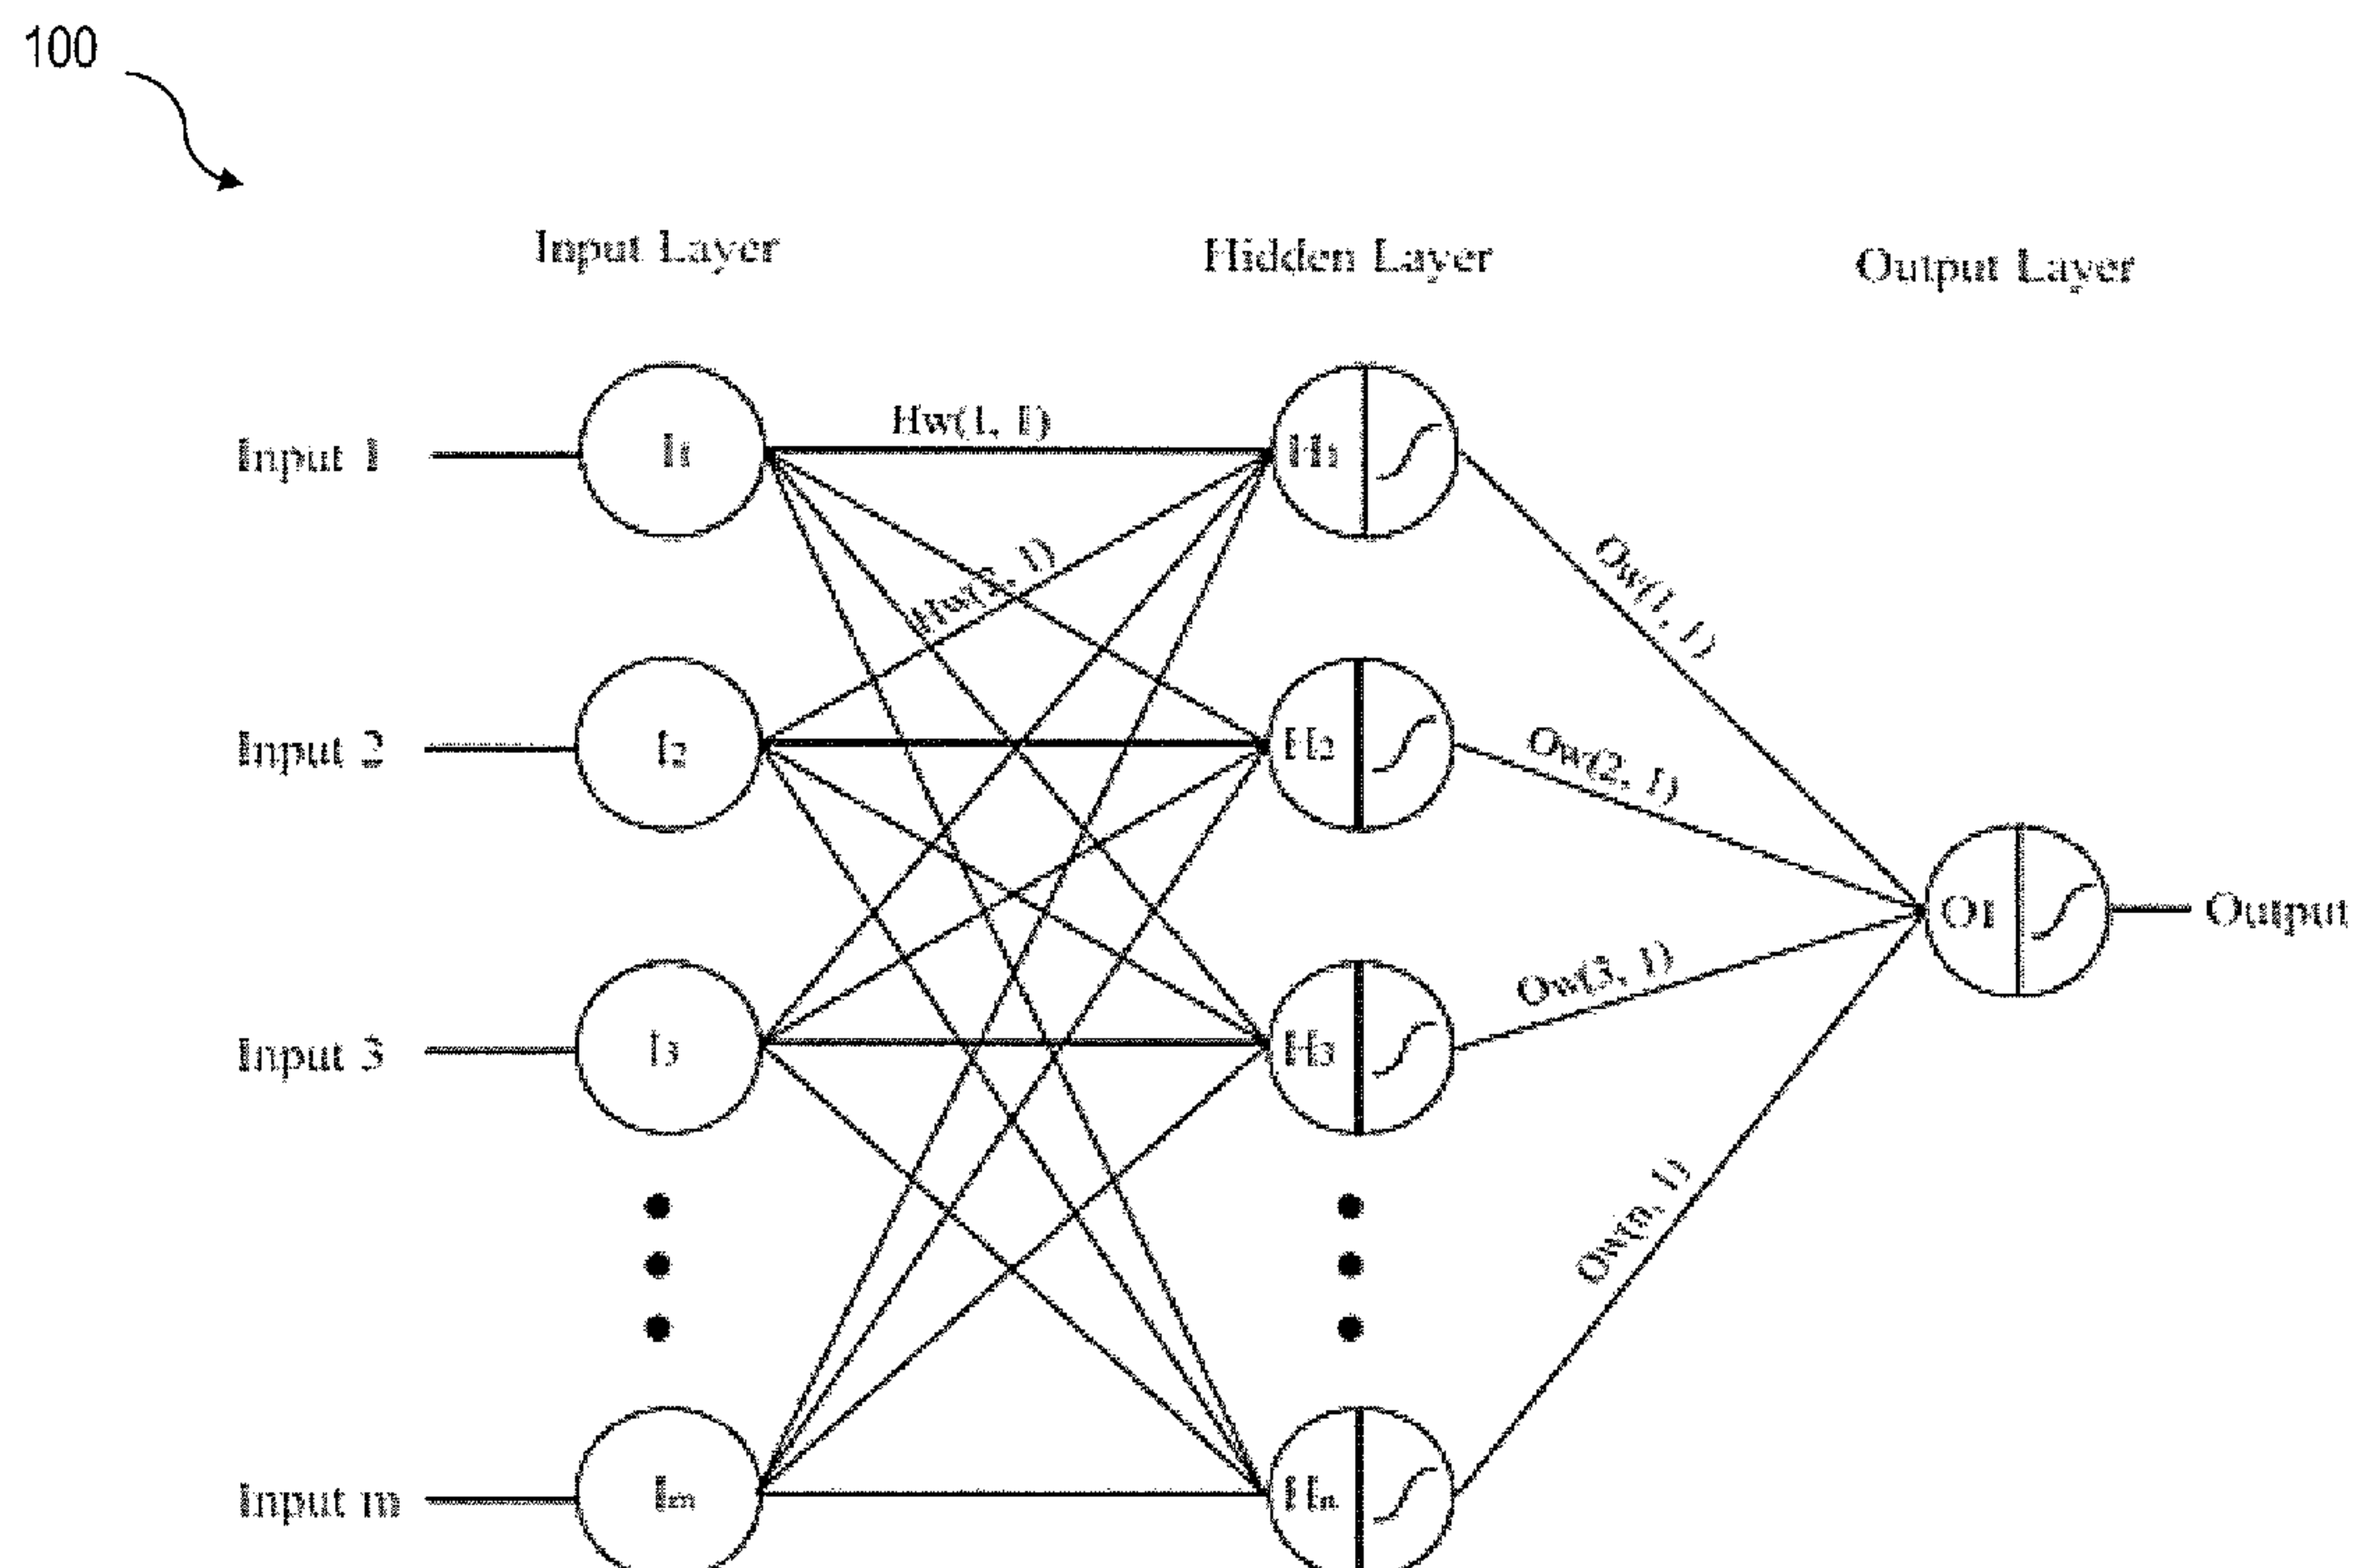 100
Input Layer
Hidden Layer
Output Layer
Input 1
I1
Hw(1, 1)
H1
Hw(2, 1)
Ow(1, 1)
Input 2
I2
H2
Ow(2, 1)
O1
Output
Input 3
I3
H3
Ow(3, 1)
Ow(n, 1)
Input m
Im
Hn